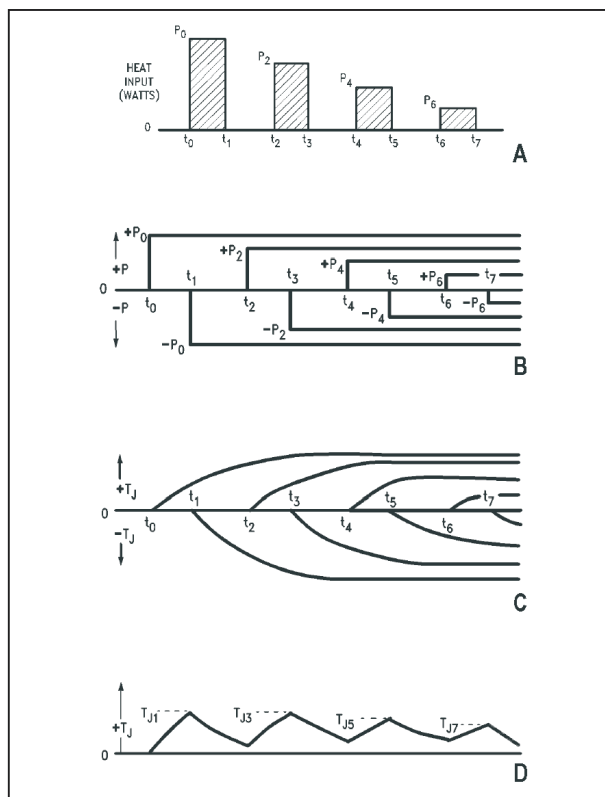 P0
HEAT
INPUT
(WATTS)
P2
P4
P6
0
t0 t1 t2 t3 t4 t5 t6 t7
A
+P0
+P2
+P4
+P
t1 t3 t5 +P6 t7
0
-P t0 t2 t4 t6 -P6
-P4
-P2
-P0
B
+TJ
t1 t3 t5 t7
0
t0 t2 t4 t6
-TJ
C
TJ1 TJ3 TJ5 TJ7
+TJ
0
D